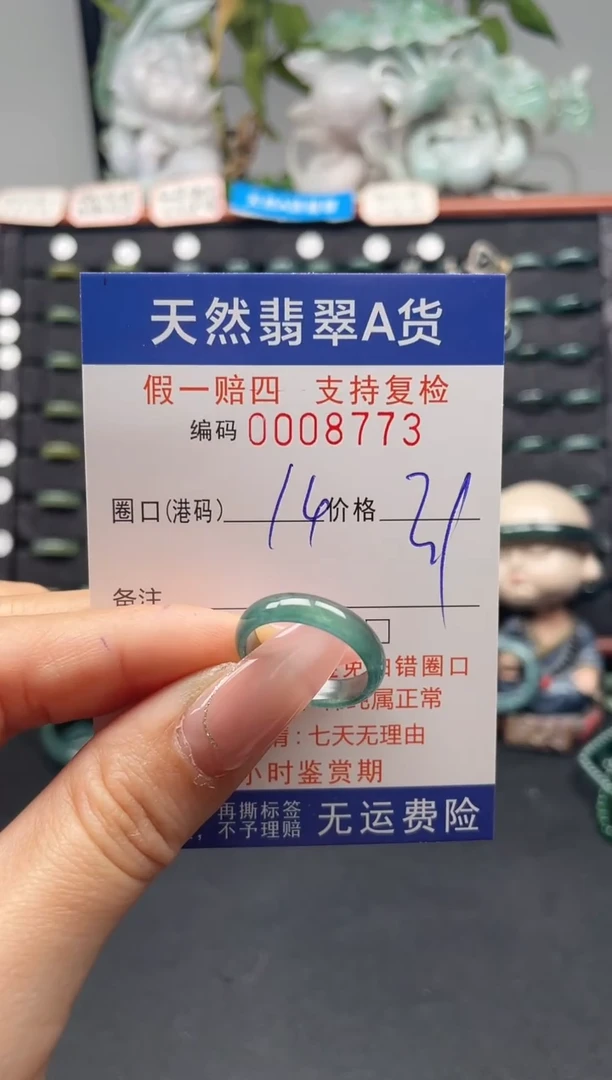 天然翡翠A货
假一赔四 支持复检
编码 0008773
圈口(港码) 14 价格
备注
错圈口
属正常
:七天无理由
小时鉴赏期
再撕标签
不予理赔
无运费险